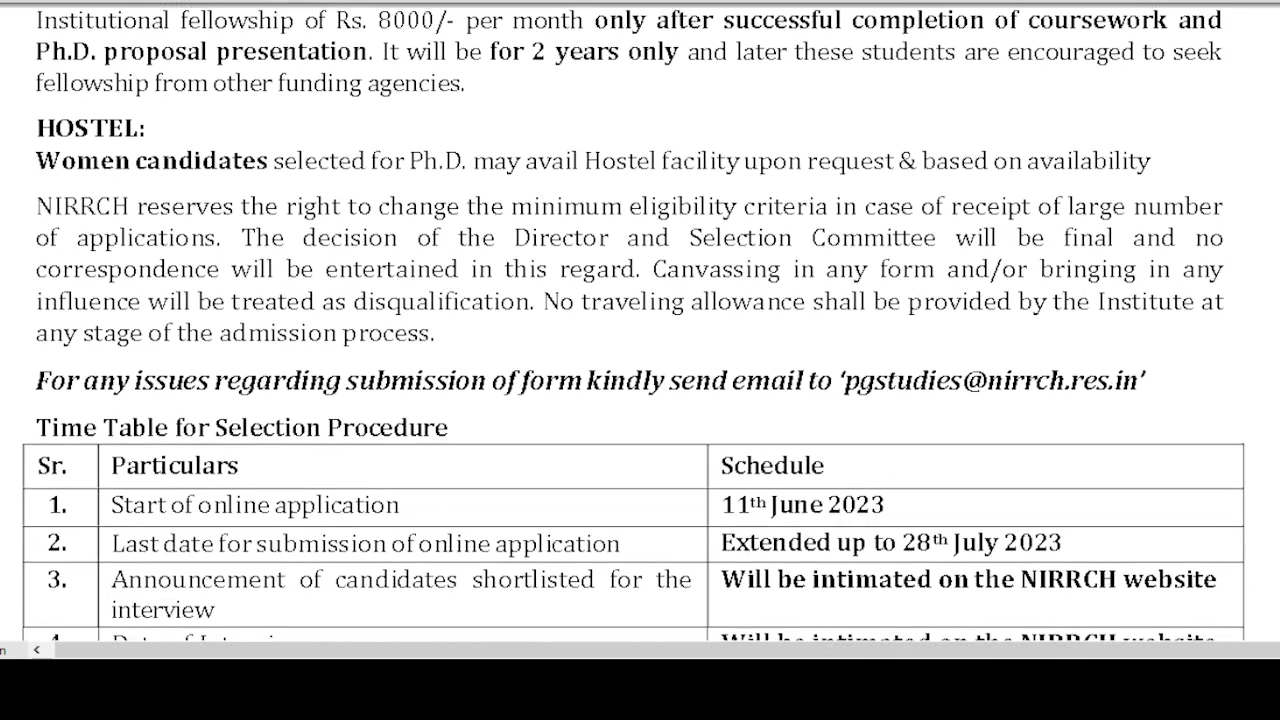 Institutional fellowship of Rs. 8000/- per month only after successful completion of coursework and
Ph.D. proposal presentation. It will be for 2 years only and later these students are encouraged to seek
fellowship from other funding agencies.
HOSTEL:
Women candidates selected for Ph.D. may avail Hostel facility upon request & based on availability
NIRRCH reserves the right to change the minimum eligibility criteria in case of receipt of large number
of applications. The decision of the Director and Selection Committee will be final and no
correspondence will be entertained in this regard. Canvassing in any form and/or bringing in any
influence will be treated as disqualification. No traveling allowance shall be provided by the Institute at
any stage of the admission process.
For any issues regarding submission of form kindly send email to ‘pgstudies@nirrch.res.in’
Time Table for Selection Procedure
Sr. Particulars Schedule
1. Start of online application 11th June 2023
2. Last date for submission of online application Extended up to 28th July 2023
3. Announcement of candidates shortlisted for the Will be intimated on the NIRRCH website
interview
Will be intimated on the NIRRCH website